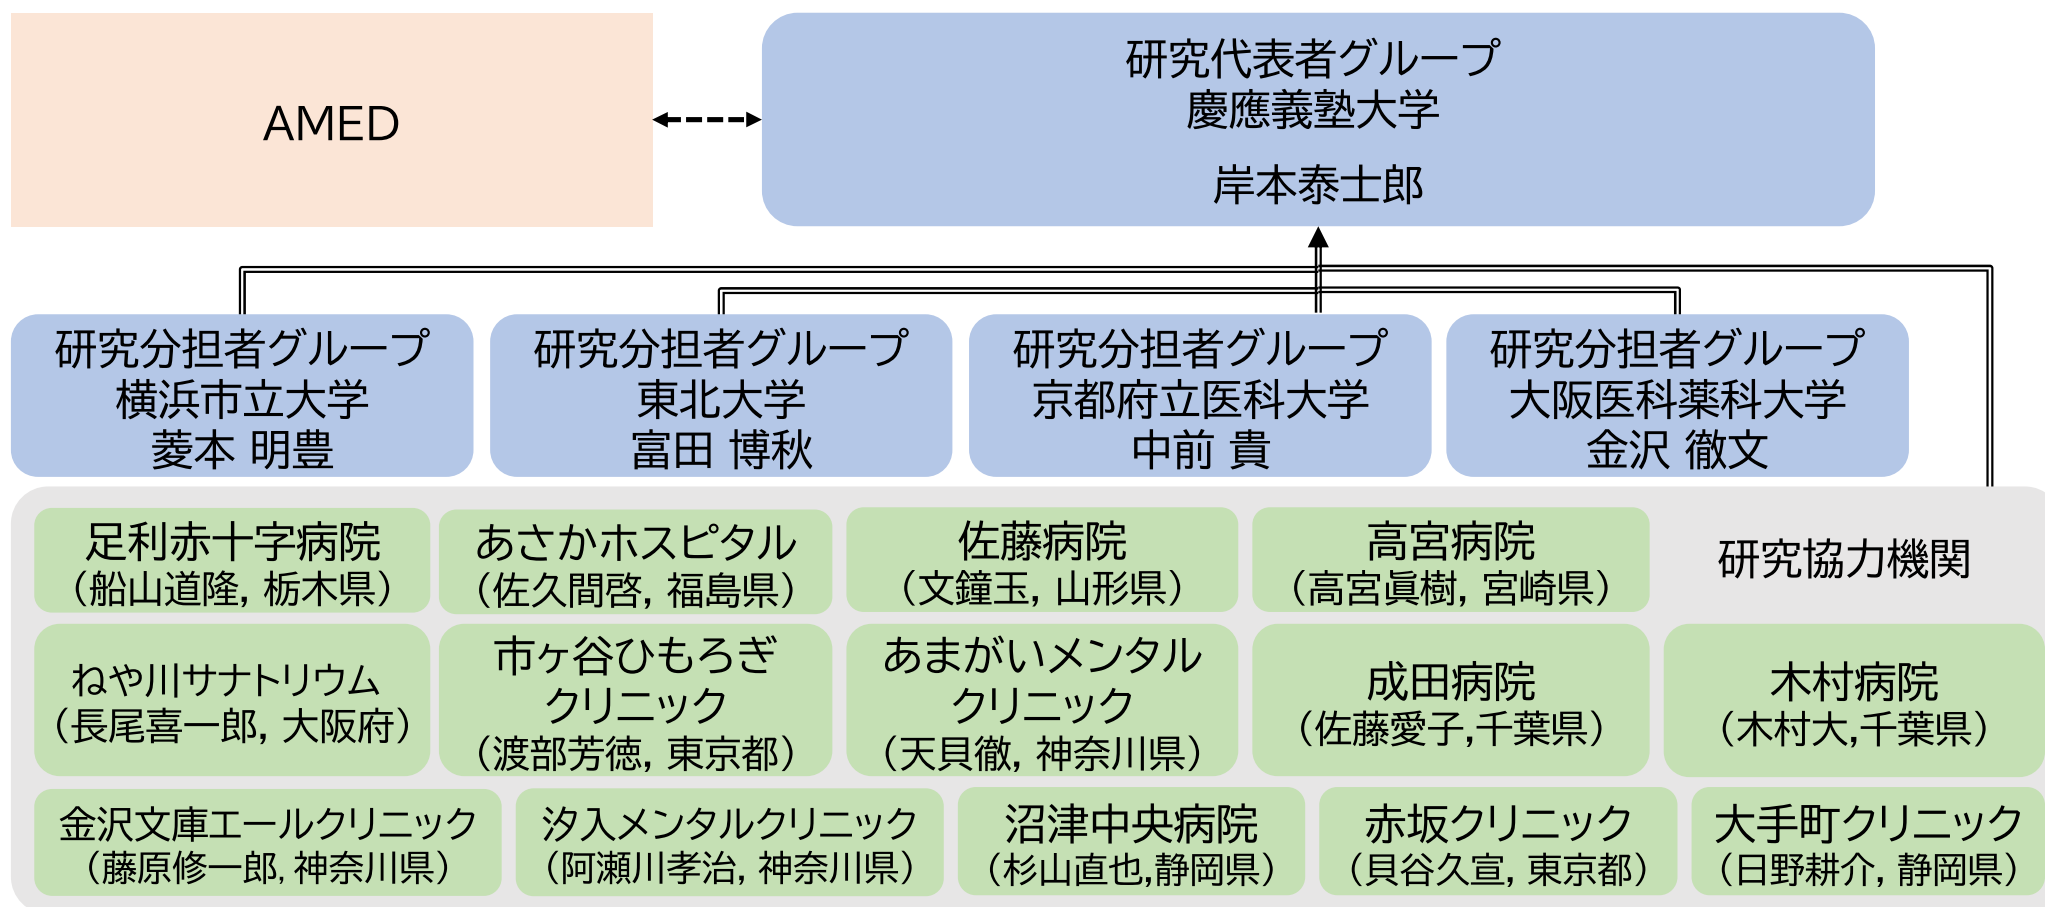 AMED
研究代表者グループ
慶應義塾大学
岸本泰士郎
研究分担者グループ
横浜市立大学
菱本 明豊
研究分担者グループ
東北大学
富田 博秋
研究分担者グループ
京都府立医科大学
中前 貴
研究分担者グループ
大阪医科薬科大学
金沢 徹文
足利赤十字病院
（船山道隆, 栃木県）
あさかホスピタル
（佐久間啓, 福島県）
佐藤病院
（文鐘玉, 山形県）
高宮病院
（高宮眞樹, 宮崎県）
研究協力機関
ねや川サナトリウム
（長尾喜一郎, 大阪府）
市ヶ谷ひもろぎ
クリニック
（渡部芳徳, 東京都）
あまがいメンタル
クリニック
（天貝徹, 神奈川県）
成田病院
（佐藤愛子,千葉県）
木村病院
（木村大,千葉県）
金沢文庫エールクリニック
（藤原修一郎, 神奈川県）
汐入メンタルクリニック
（阿瀬川孝治, 神奈川県）
沼津中央病院
（杉山直也,静岡県）
赤坂クリニック
（貝谷久宣, 東京都）
大手町クリニック
（日野耕介, 静岡県）